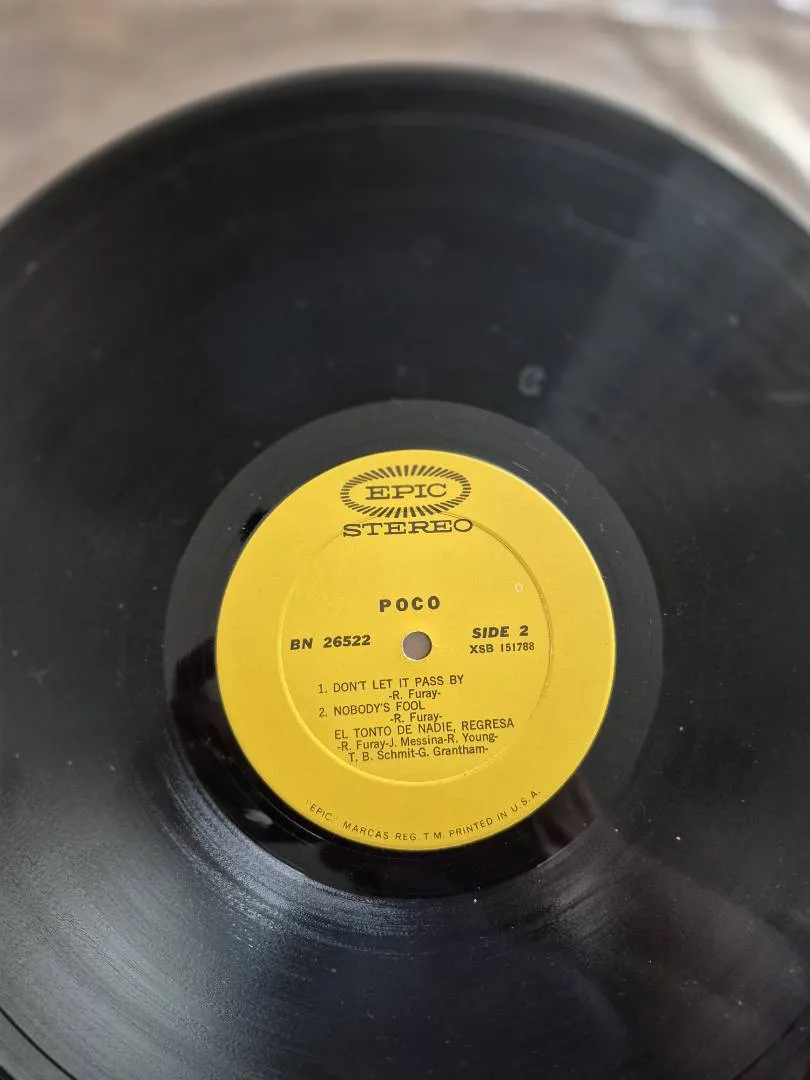 EPIC
STEREO
POCO
BN 26522
SIDE 2
XSB 151788
1. DON'T LET IT PASS BY
-R. Furay-
2. NOBODY'S FOOL
-R. Furay-
EL TONTO DE NADIE, REGRESA
-R. Furay-J. Messina-R. Young-
T. B. Schmit-G. Grantham-
"EPIC," MARCAS REG. T.M. PRINTED IN U.S.A.